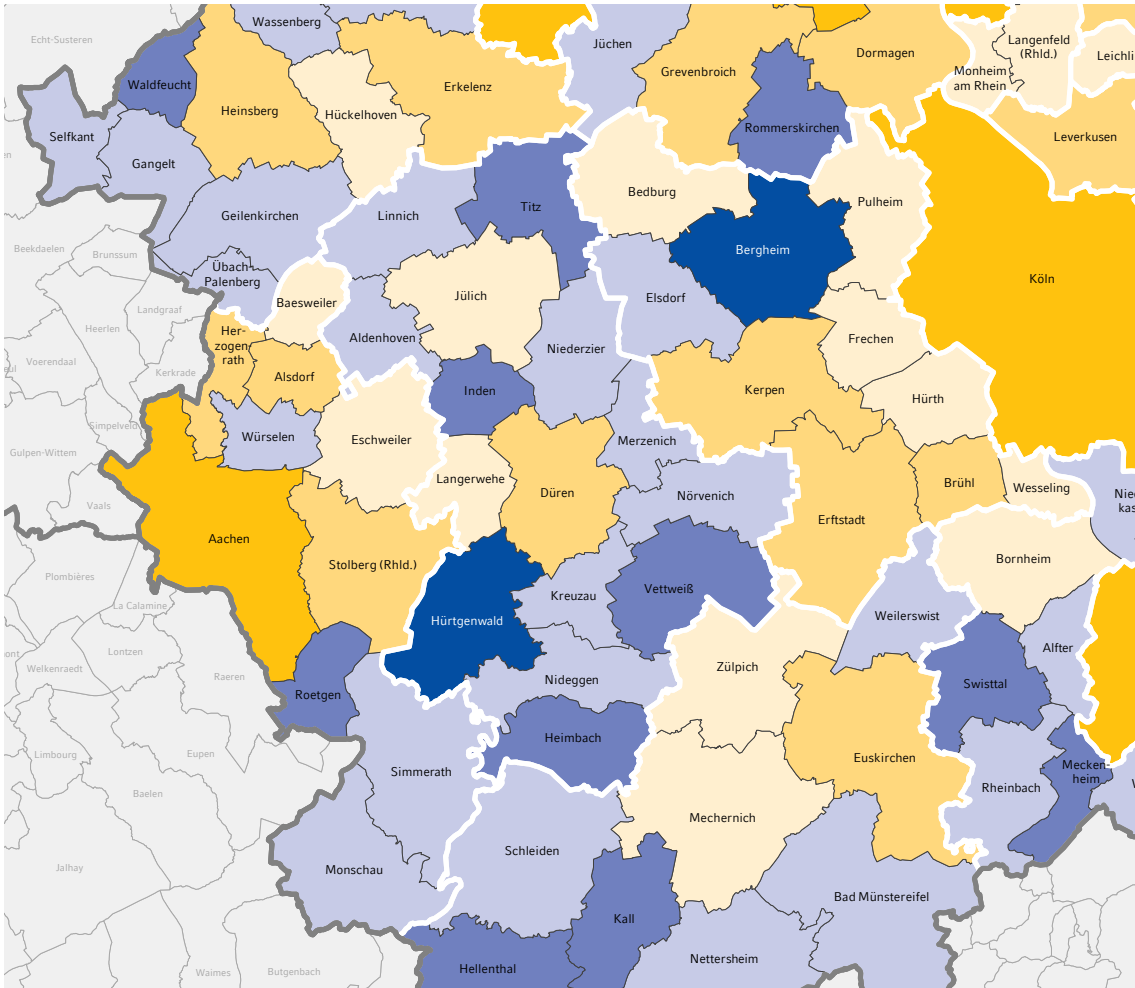 Echt-Susteren
Wassenberg
Jüchen
Dormagen
Langenfeld
(Rhld.)
Leichli
Monheim
am Rhein
Waldfeucht
Heinsberg
Hückelhoven
Erkelenz
Grevenbroich
Rommerskirchen
Leverkusen
Selfkant
Gangelt
Geilenkirchen
Linnich
Titz
Bedburg
Pulheim
Beekdaelen
Brunssum
Bergheim
Köln
Übach-
Palenberg
Baesweiler
Jülich
Elsdorf
Landgraaf
Heerlen
Her-
zogen-
rath
Aldenhoven
Niederzier
Frechen
Voerendaal
Kerkrade
Alsdorf
Inden
Kerpen
Hürth
Simpelveld
Würselen
Eschweiler
Merzenich
Gulpen-Wittem
Langerwehe
Düren
Nörvenich
Brühl
Wesseling
Nied
kas
Vaals
Aachen
Erftstadt
Plombières
Stolberg (Rhld.)
Bornheim
La Calamine
Kreuzau
Vettweiß
Weilerswist
Hürtgenwald
Lontzen
ont
Welkenraedt
Raeren
Zülpich
Alfter
Nideggen
Swisttal
Roetgen
Heimbach
Limbourg
Eupen
Simmerath
Euskirchen
Mecken-
heim
Baelen
Rheinbach
Mechernich
Schleiden
Jalhay
Monschau
Bad Münstereifel
Kall
Nettersheim
Hellenthal
Waimes
Butgenbach